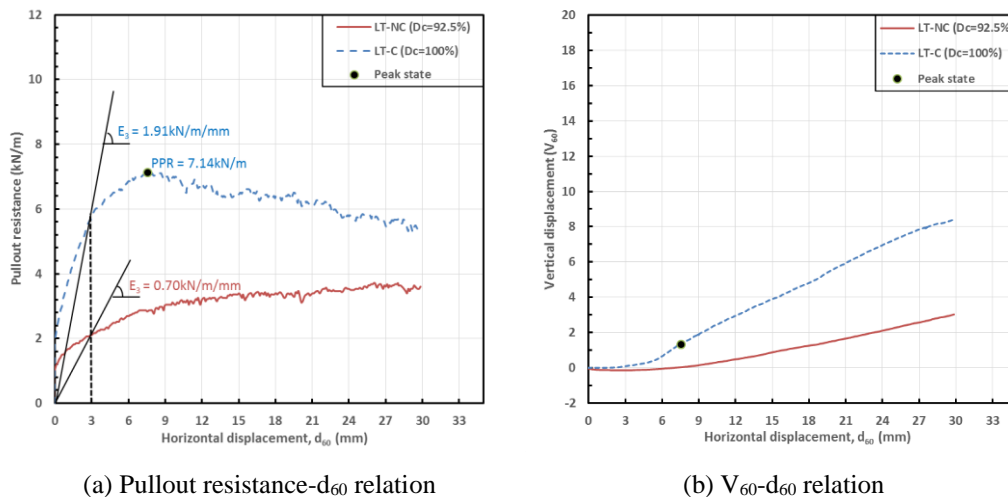 12
10
8
6
4
2
0
0
3
6
9
12
15
18
21
24
27
30
33
Pullout resistance (kN/m)
Horizontal displacement, d₆₀ (mm)
LT-NC (Dc=92.5%)
LT-C (Dc=100%)
Peak state
E₃ = 1.91kN/m/mm
PPR = 7.14kN/m
E₃ = 0.70kN/m/mm
(a) Pullout resistance-d₆₀ relation
20
18
16
14
12
10
8
6
4
2
0
-2
0
3
6
9
12
15
18
21
24
27
30
33
Vertical displacement (V₆₀)
Horizontal displacement, d₆₀ (mm)
LT-NC (Dc=92.5%)
LT-C (Dc=100%)
Peak state
(b) V₆₀-d₆₀ relation